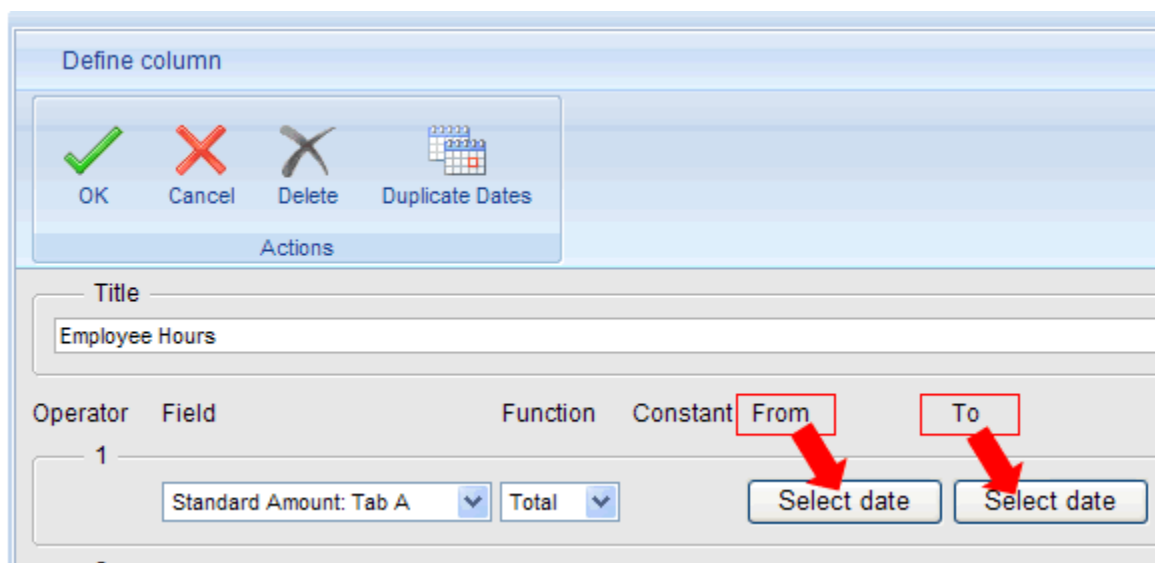 Define column
OK Cancel Delete Duplicate Dates
Actions
Title
Employee Hours
Operator Field Function Constant From To
1
Standard Amount: Tab A Total Select date Select date